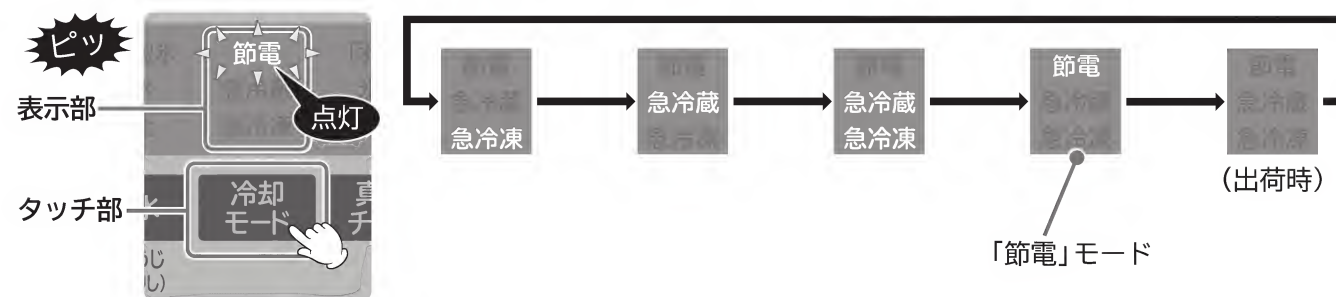 ピッ
節電
点灯
表示部
タッチ部
冷却
モード
急冷凍
急冷蔵
急冷蔵
急冷凍
節電
「節電」モード
(出荷時)